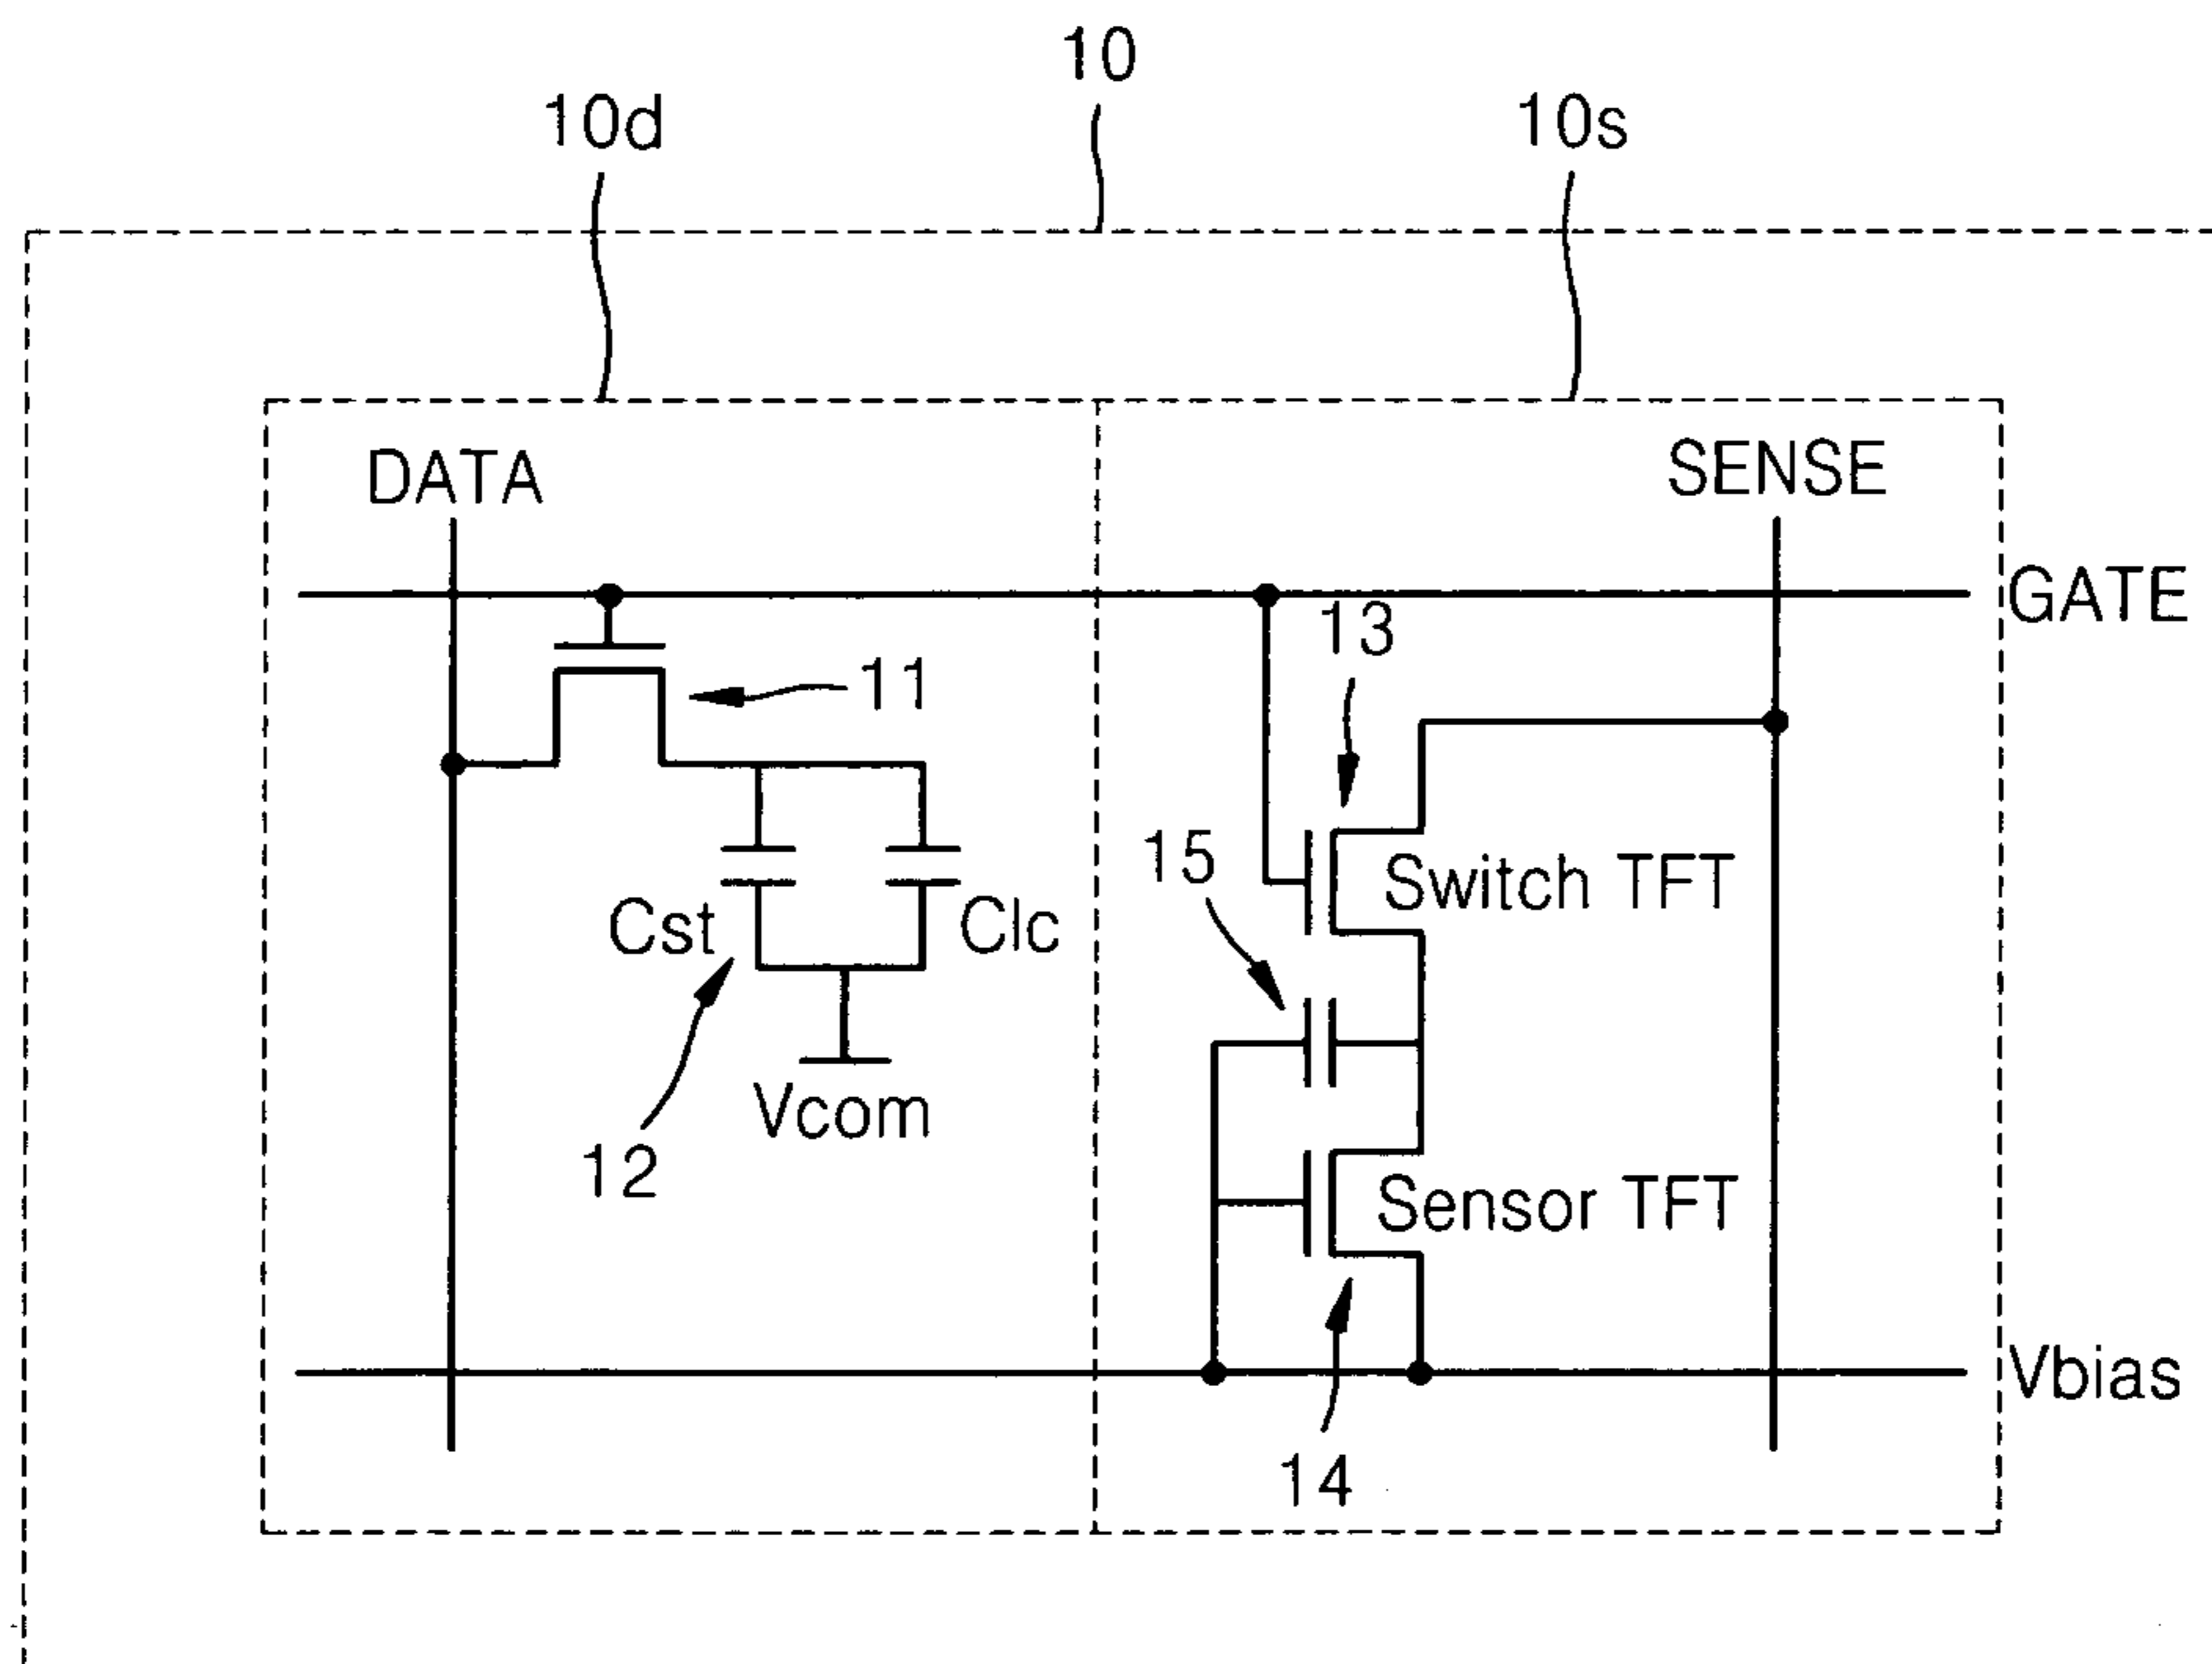 10
10d
10s
DATA
SENSE
GATE
13
11
15
Switch TFT
Cst
Clc
Vcom
12
Sensor TFT
Vbias
14